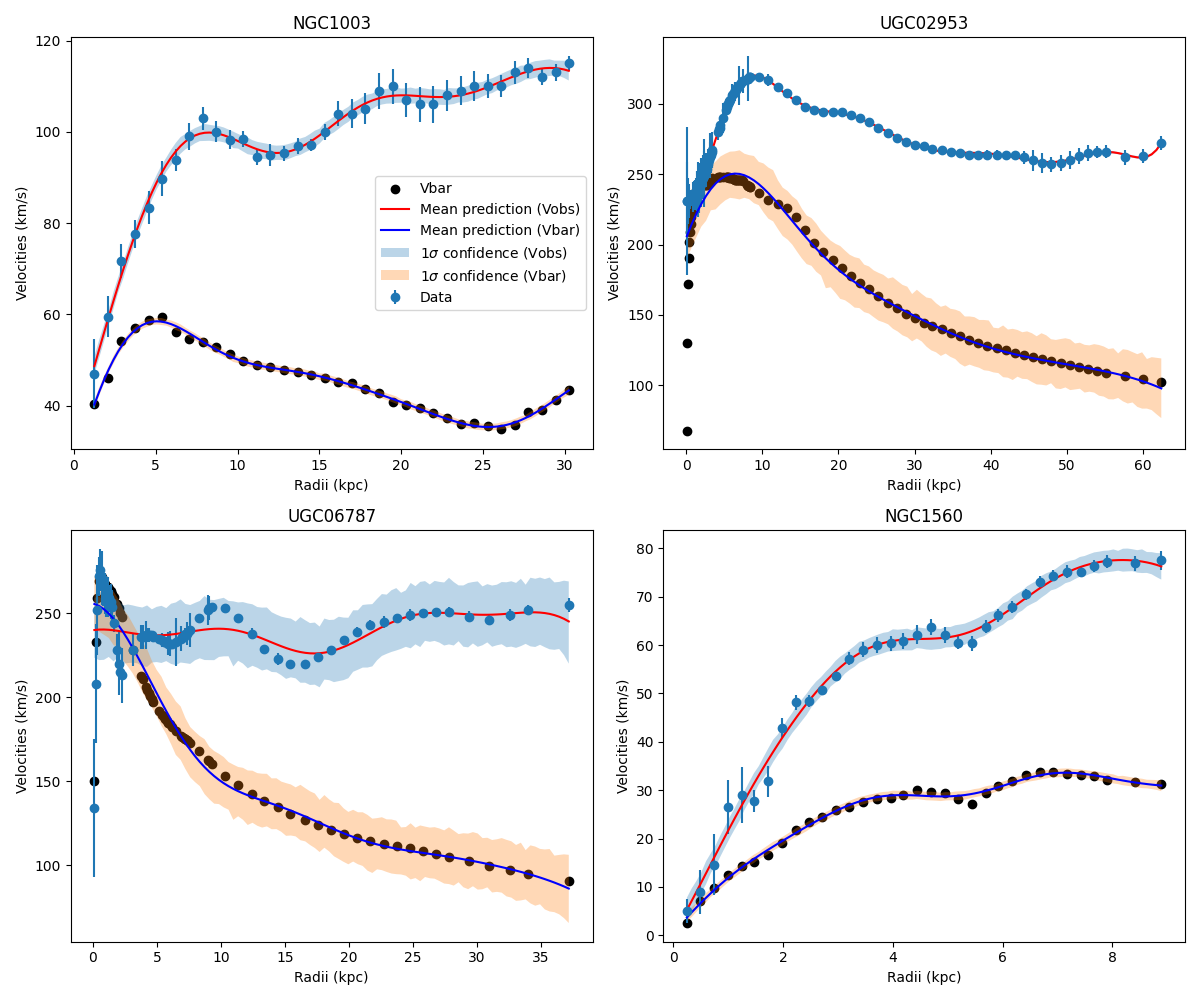 NGC1003
120
100
80
60
40
Velocities (km/s)
0 5 10 15 20 25 30
Radii (kpc)
Vbar
Mean prediction (Vobs)
Mean prediction (Vbar)
1σ confidence (Vobs)
1σ confidence (Vbar)
Data
UGC02953
300
250
200
150
100
Velocities (km/s)
0 10 20 30 40 50 60
Radii (kpc)
UGC06787
250
200
150
100
Velocities (km/s)
0 5 10 15 20 25 30 35
Radii (kpc)
NGC1560
80
70
60
50
40
30
20
10
0
Velocities (km/s)
0 2 4 6 8
Radii (kpc)